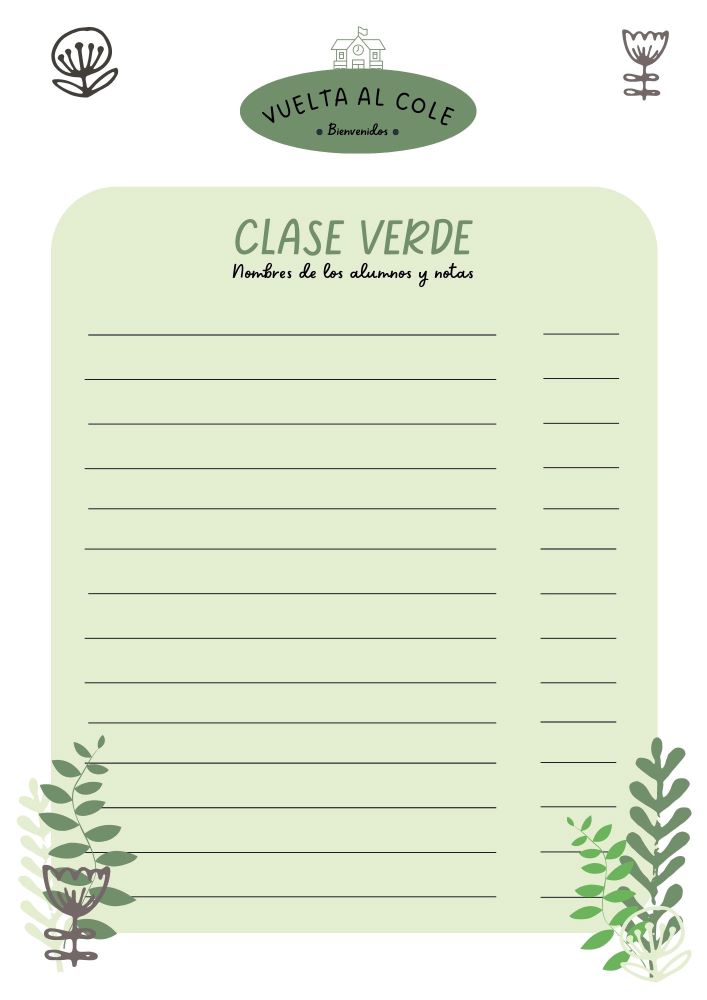 VUELTA AL COLE
• Bienvenidos •
CLASE VERDE
Nombres de los alumnos y notas